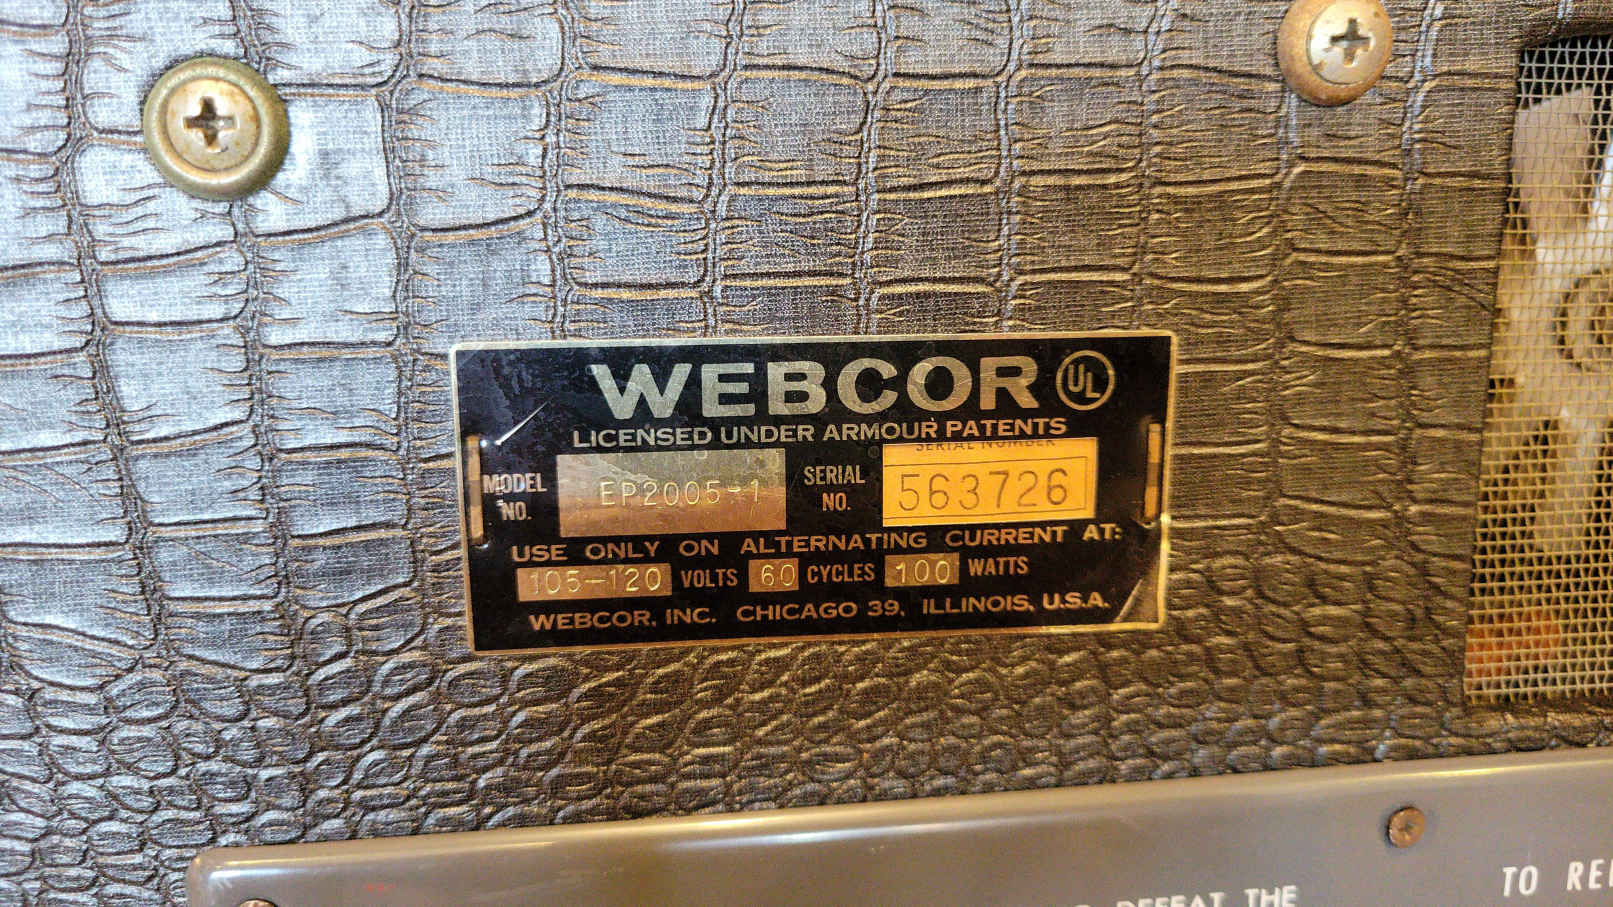 WEBCOR UL
LICENSED UNDER ARMOUR PATENTS
SERIAL NUMBER
MODEL NO. EP2005-1 SERIAL NO. 563726
USE ONLY ON ALTERNATING CURRENT AT:
105-120 VOLTS 60 CYCLES 100 WATTS
WEBCOR, INC. CHICAGO 39, ILLINOIS, U.S.A.
DEFEAT THE
TO